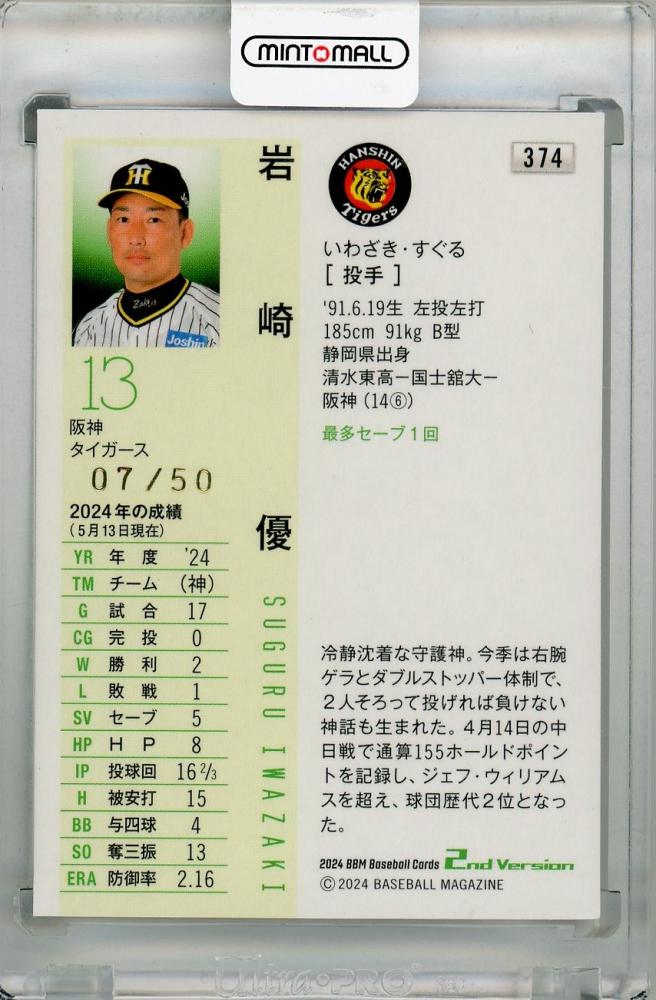 MINTOMALL
岩崎優
SUGURU IWAZAKI
HANSHIN
Tigers
374
Joshin
13
阪神
タイガース
07/50
いわざき・すぐる
[ 投手 ]
'91.6.19生 左投左打
185cm 91kg B型
静岡県出身
清水東高－国士舘大－
阪神(14⑥)
最多セーブ1回
2024年の成績
(5月13日現在)
YR 年度 '24
TM チーム (神)
G 試合 17
CG 完投 0
W 勝利 2
L 敗戦 1
SV セーブ 5
HP HP 8
IP 投球回 16 2/3
H 被安打 15
BB 与四球 4
SO 奪三振 13
ERA 防御率 2.16
冷静沈着な守護神。今季は右腕
ゲラとダブルストッパー体制で、
2人そろって投げれば負けない
神話も生まれた。4月14日の中
日戦で通算155ホールドポイン
トを記録し、ジェフ・ウィリアム
スを超え、球団歴代2位となっ
た。
2024 BBM Baseball Cards 2nd Version
©2024 BASEBALL MAGAZINE
Ultra·PRO